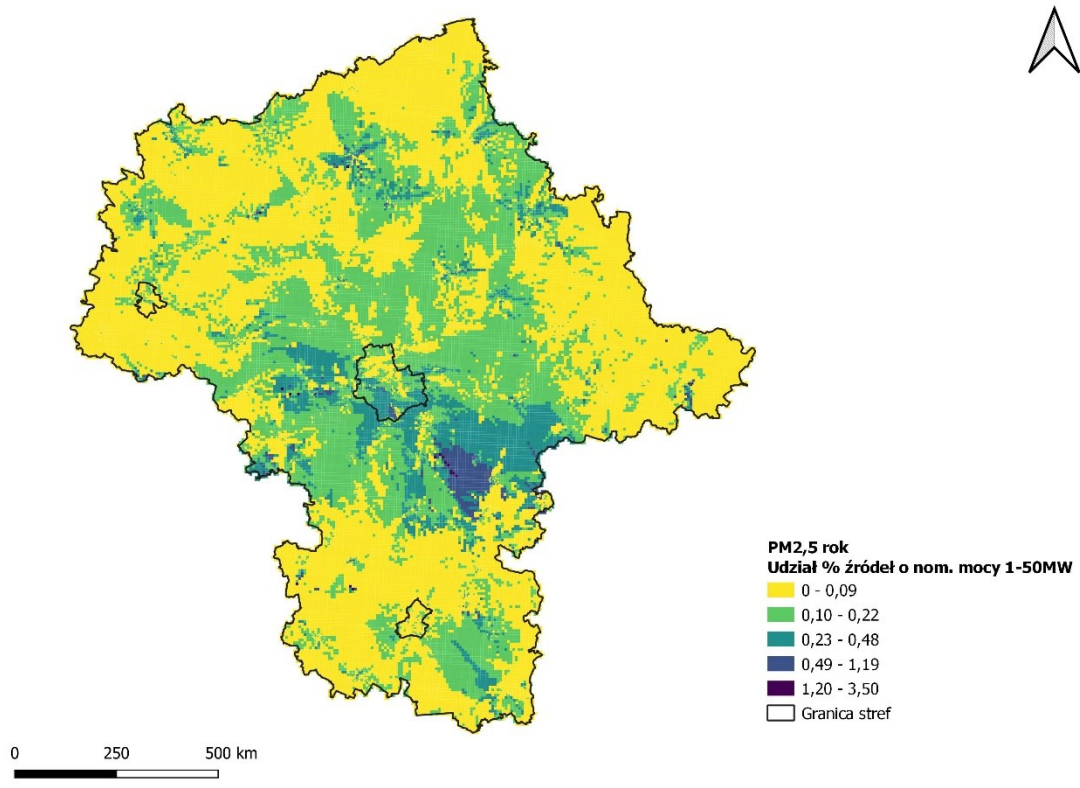 PM2,5 rok
Udział % źródeł o nom. mocy 1-50MW
0 - 0,09
0,10 - 0,22
0,23 - 0,48
0,49 - 1,19
1,20 - 3,50
Granica stref
0 250 500 km